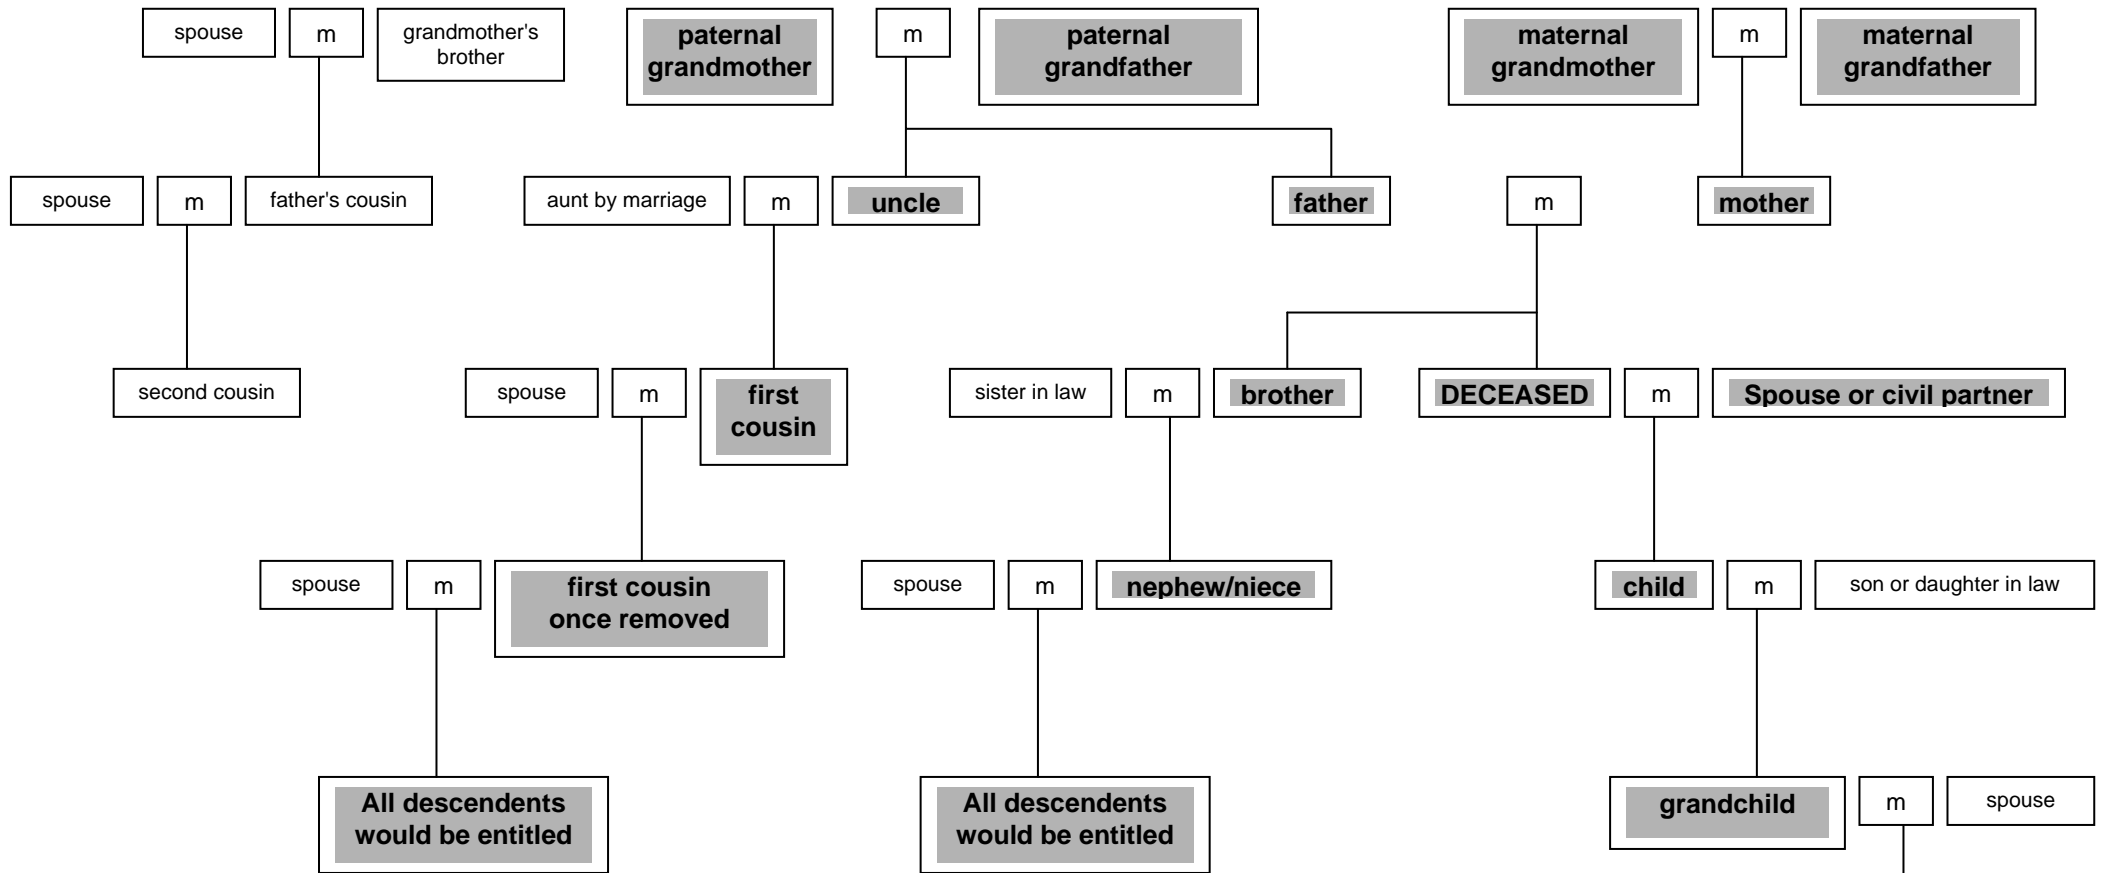 spouse
m
grandmother's
brother
paternal
grandmother
m
paternal
grandfather
maternal
grandmother
m
maternal
grandfather
spouse
m
father's cousin
aunt by marriage
m
uncle
father
m
mother
second cousin
spouse
m
first
cousin
sister in law
m
brother
DECEASED
m
Spouse or civil partner
spouse
m
first cousin
once removed
spouse
m
nephew/niece
child
m
son or daughter in law
All descendents
would be entitled
All descendents
would be entitled
grandchild
m
spouse